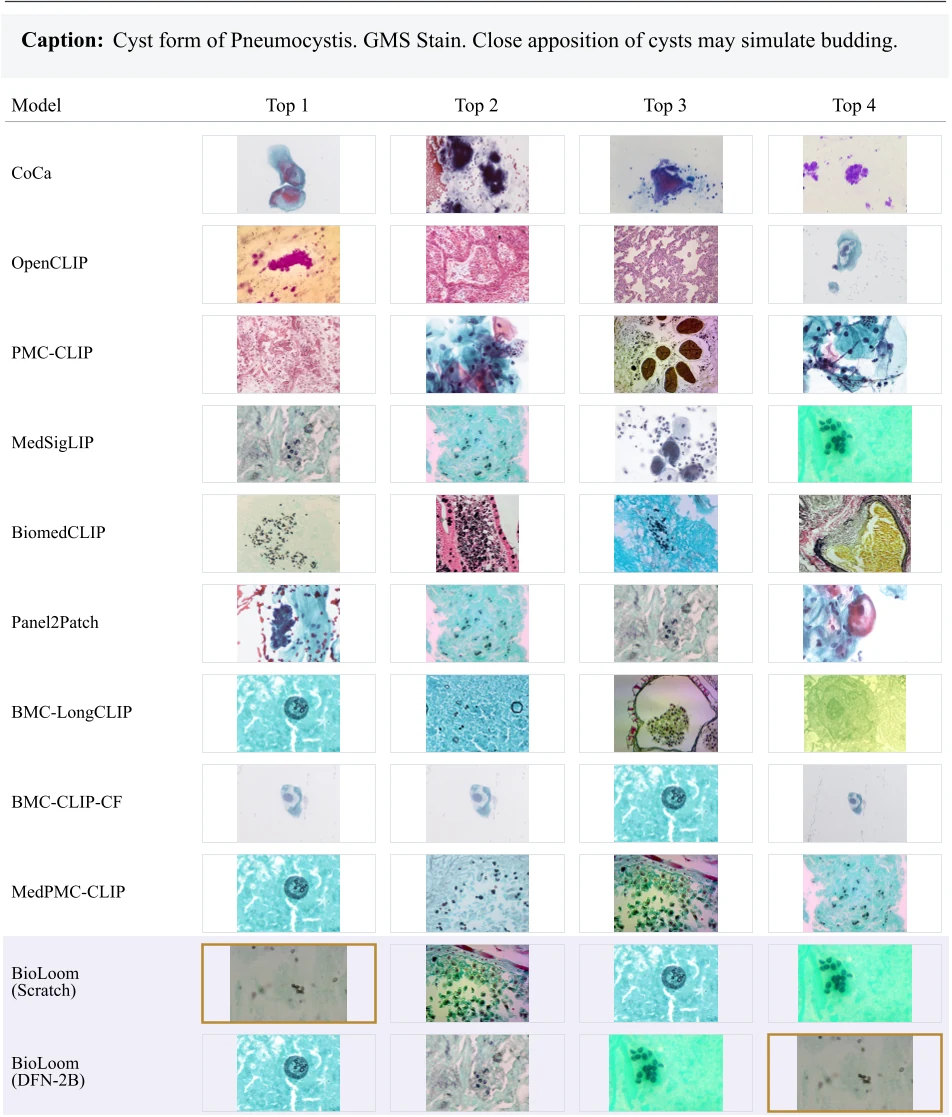 Caption: Cyst form of Pneumocystis. GMS Stain. Close apposition of cysts may simulate budding.
Model Top 1 Top 2 Top 3 Top 4
CoCa
OpenCLIP
PMC-CLIP
MedSigLIP
BiomedCLIP
Panel2Patch
BMC-LongCLIP
BMC-CLIP-CF
MedPMC-CLIP
BioLoom
(Scratch)
BioLoom
(DFN-2B)